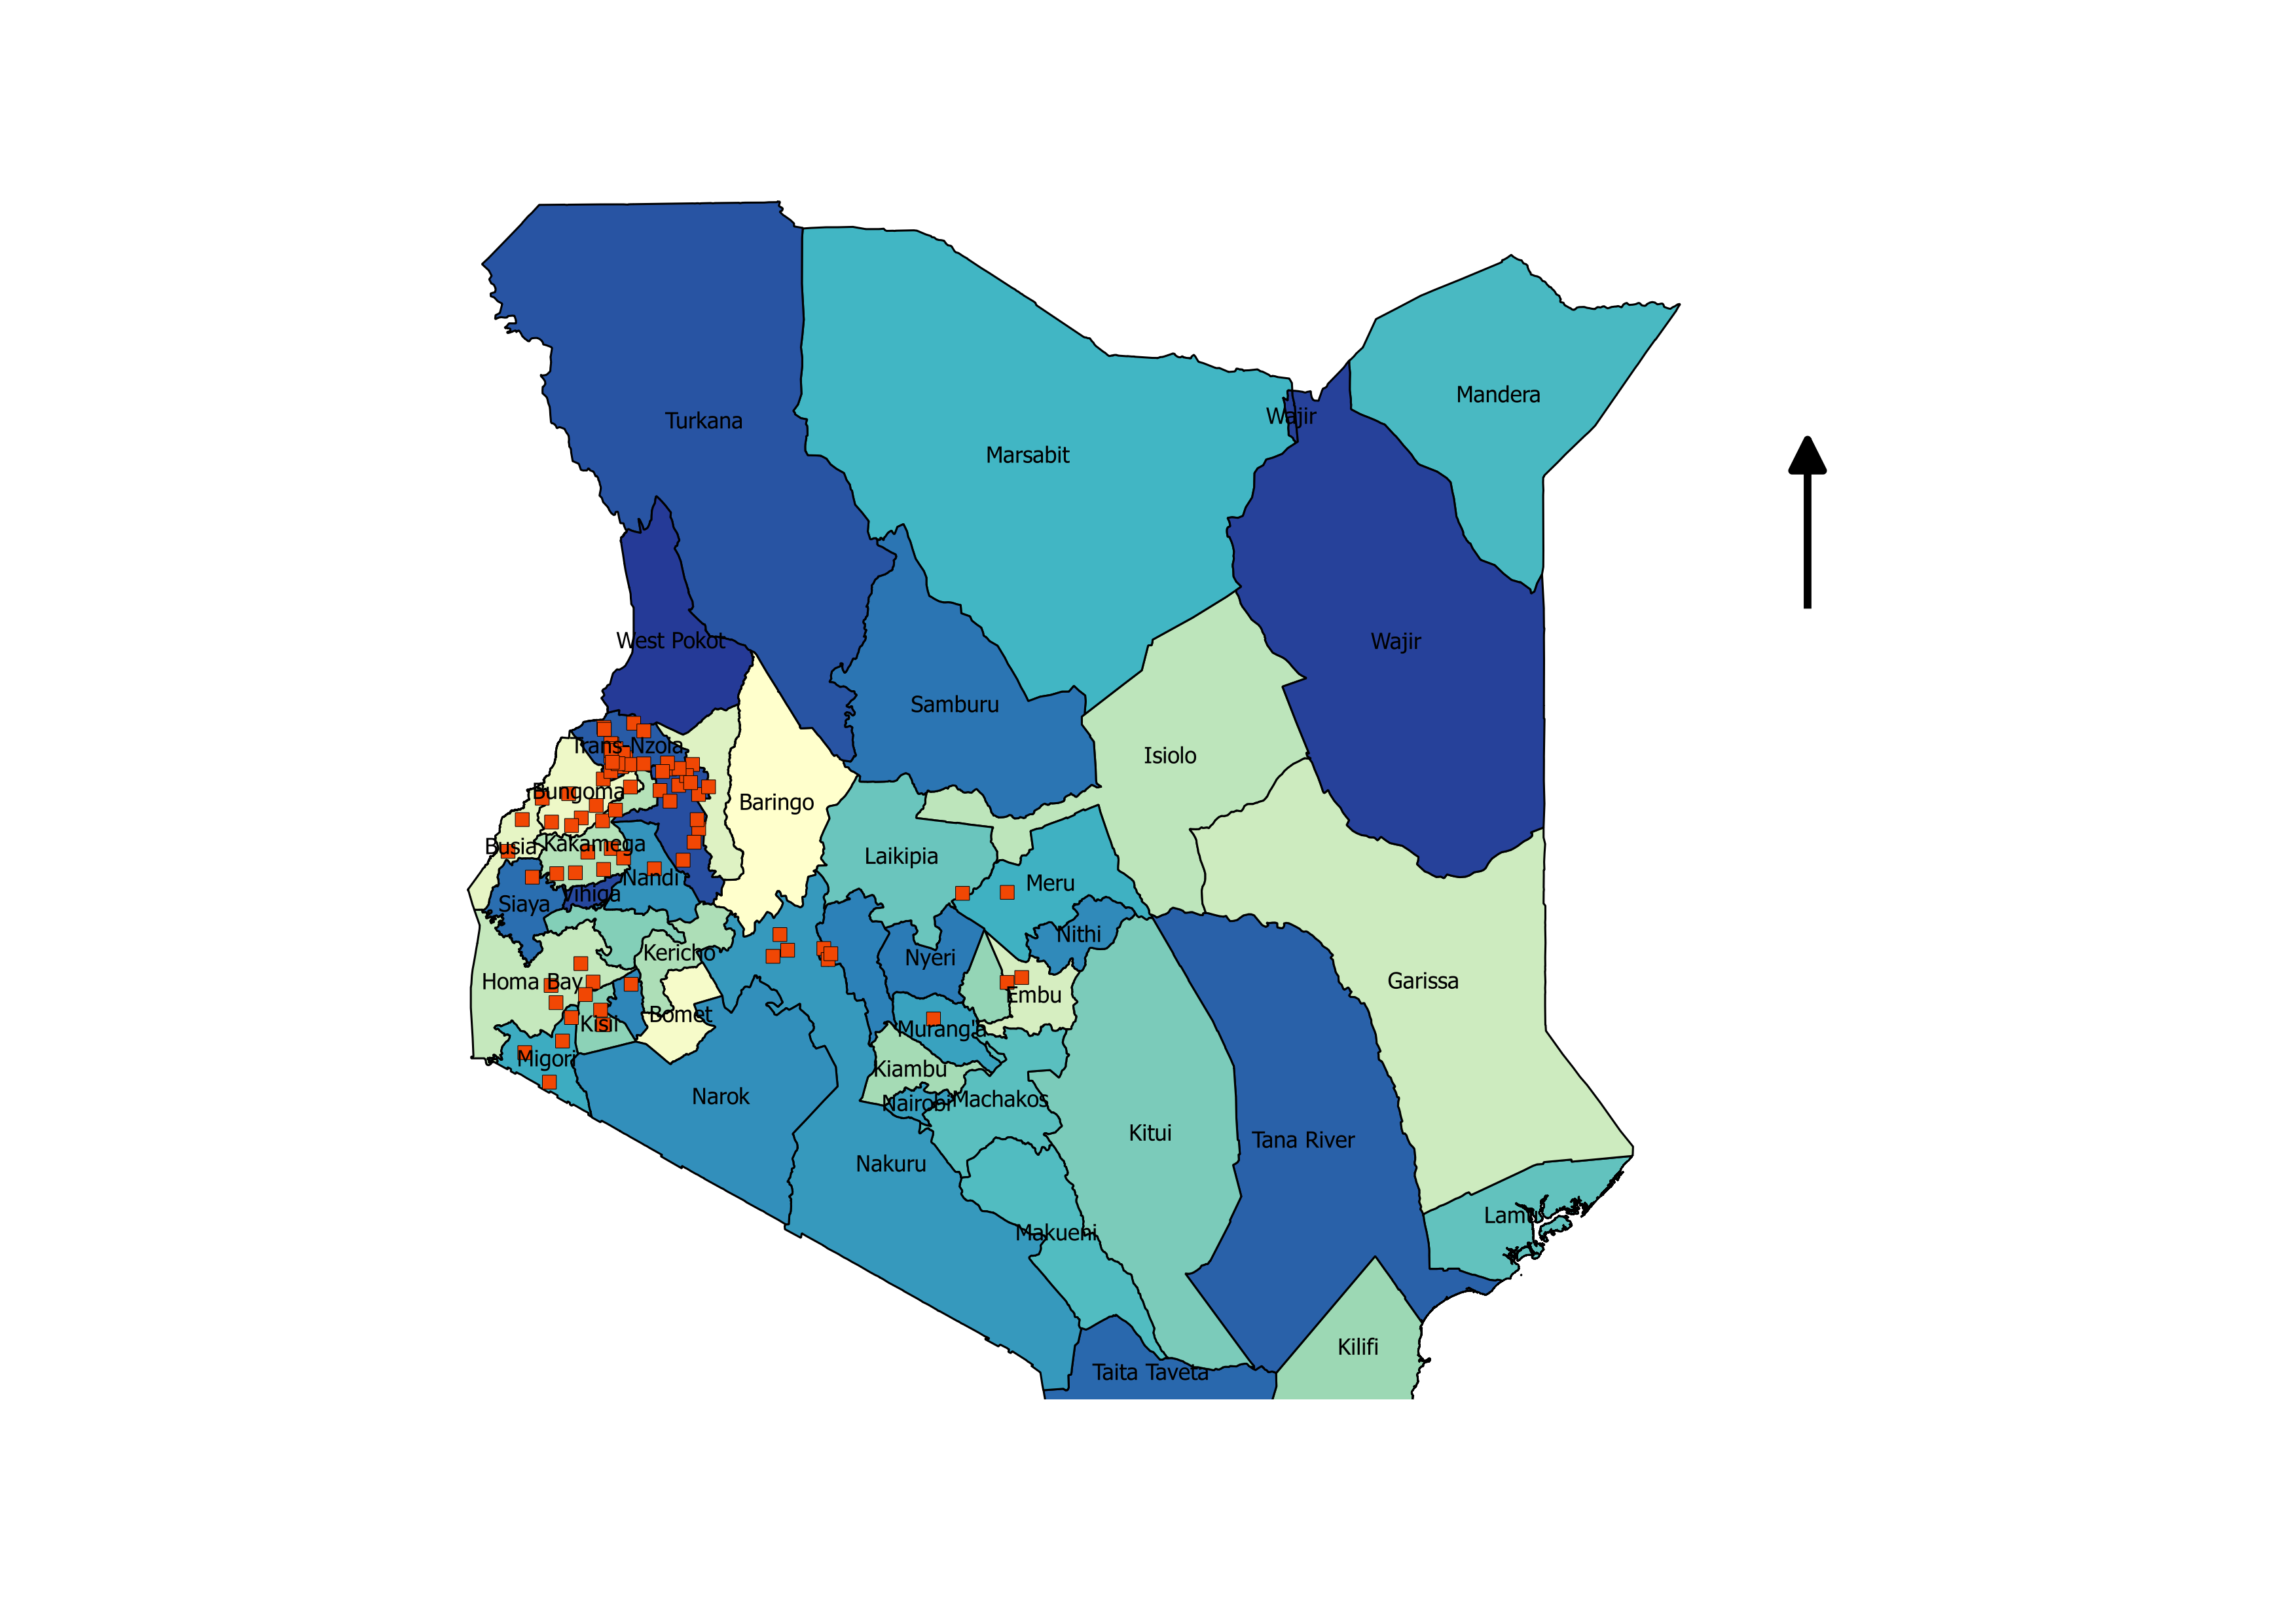 Mandera
Wajir
Turkana
Marsabit
West Pokot
Wajir
Samburu
Trans-Nzola
Isiolo
Bungoma
Baringo
Busia
Kakamega
Laikipia
Nandi
Meru
Vihiga
Siaya
Nithi
Kericho
Nyeri
Homa Bay
Garissa
Embu
Bomet
Kisii
Murang'a
Migori
Kiambu
Narok
Nairobi
Machakos
Kitui
Tana River
Nakuru
Lamu
Makueni
Kilifi
Taita Taveta